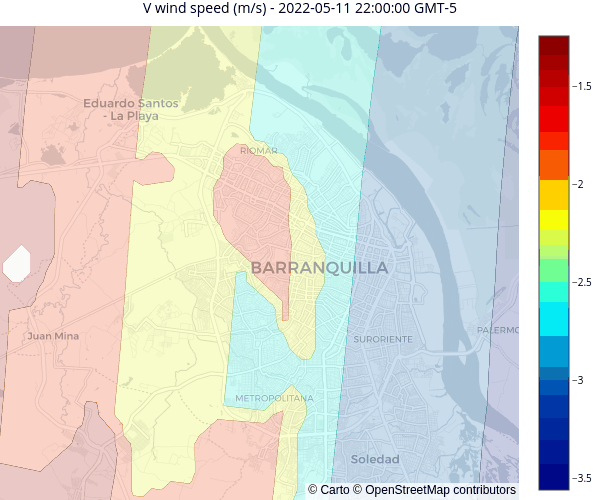 V wind speed (m/s) - 2022-05-11 22:00:00 GMT-5
Eduardo Santos
- La Playa
RIOMAR
BARRANQUILLA
Juan Mina
SURORIENTE
PALERMO
METROPOLITANA
Soledad
© Carto © OpenStreetMap contributors
−1.5
−2
−2.5
−3
−3.5